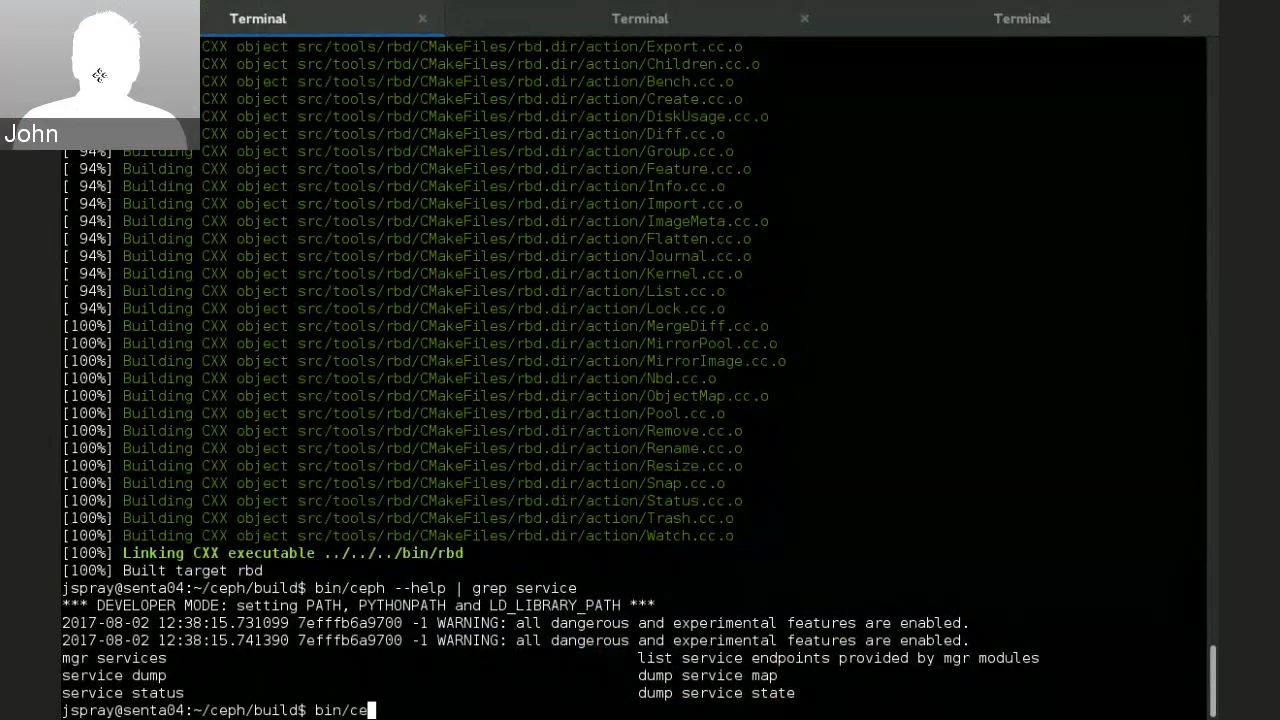 Terminal × Terminal × Terminal ×
CXX object src/tools/rbd/CMakeFiles/rbd.dir/action/Export.cc.o
CXX object src/tools/rbd/CMakeFiles/rbd.dir/action/Children.cc.o
CXX object src/tools/rbd/CMakeFiles/rbd.dir/action/Bench.cc.o
CXX object src/tools/rbd/CMakeFiles/rbd.dir/action/Create.cc.o
CXX object src/tools/rbd/CMakeFiles/rbd.dir/action/DiskUsage.cc.o
John
CXX object src/tools/rbd/CMakeFiles/rbd.dir/action/Diff.cc.o
[ 94%] Building CXX object src/tools/rbd/CMakeFiles/rbd.dir/action/Group.cc.o
[ 94%] Building CXX object src/tools/rbd/CMakeFiles/rbd.dir/action/Feature.cc.o
[ 94%] Building CXX object src/tools/rbd/CMakeFiles/rbd.dir/action/Info.cc.o
[ 94%] Building CXX object src/tools/rbd/CMakeFiles/rbd.dir/action/Import.cc.o
[ 94%] Building CXX object src/tools/rbd/CMakeFiles/rbd.dir/action/ImageMeta.cc.o
[ 94%] Building CXX object src/tools/rbd/CMakeFiles/rbd.dir/action/Flatten.cc.o
[ 94%] Building CXX object src/tools/rbd/CMakeFiles/rbd.dir/action/Journal.cc.o
[ 94%] Building CXX object src/tools/rbd/CMakeFiles/rbd.dir/action/Kernel.cc.o
[ 94%] Building CXX object src/tools/rbd/CMakeFiles/rbd.dir/action/List.cc.o
[ 94%] Building CXX object src/tools/rbd/CMakeFiles/rbd.dir/action/Lock.cc.o
[100%] Building CXX object src/tools/rbd/CMakeFiles/rbd.dir/action/MergeDiff.cc.o
[100%] Building CXX object src/tools/rbd/CMakeFiles/rbd.dir/action/MirrorPool.cc.o
[100%] Building CXX object src/tools/rbd/CMakeFiles/rbd.dir/action/MirrorImage.cc.o
[100%] Building CXX object src/tools/rbd/CMakeFiles/rbd.dir/action/Nbd.cc.o
[100%] Building CXX object src/tools/rbd/CMakeFiles/rbd.dir/action/ObjectMap.cc.o
[100%] Building CXX object src/tools/rbd/CMakeFiles/rbd.dir/action/Pool.cc.o
[100%] Building CXX object src/tools/rbd/CMakeFiles/rbd.dir/action/Remove.cc.o
[100%] Building CXX object src/tools/rbd/CMakeFiles/rbd.dir/action/Rename.cc.o
[100%] Building CXX object src/tools/rbd/CMakeFiles/rbd.dir/action/Resize.cc.o
[100%] Building CXX object src/tools/rbd/CMakeFiles/rbd.dir/action/Snap.cc.o
[100%] Building CXX object src/tools/rbd/CMakeFiles/rbd.dir/action/Status.cc.o
[100%] Building CXX object src/tools/rbd/CMakeFiles/rbd.dir/action/Trash.cc.o
[100%] Building CXX object src/tools/rbd/CMakeFiles/rbd.dir/action/Watch.cc.o
[100%] Linking CXX executable ../../../bin/rbd
[100%] Built target rbd
jspray@senta04:~/ceph/build$ bin/ceph --help | grep service
*** DEVELOPER MODE: setting PATH, PYTHONPATH and LD_LIBRARY_PATH ***
2017-08-02 12:38:15.731099 7efffb6a9700 -1 WARNING: all dangerous and experimental features are enabled.
2017-08-02 12:38:15.741390 7efffb6a9700 -1 WARNING: all dangerous and experimental features are enabled.
mgr services list service endpoints provided by mgr modules
service dump dump service map
service status dump service state
jspray@senta04:~/ceph/build$ bin/ce